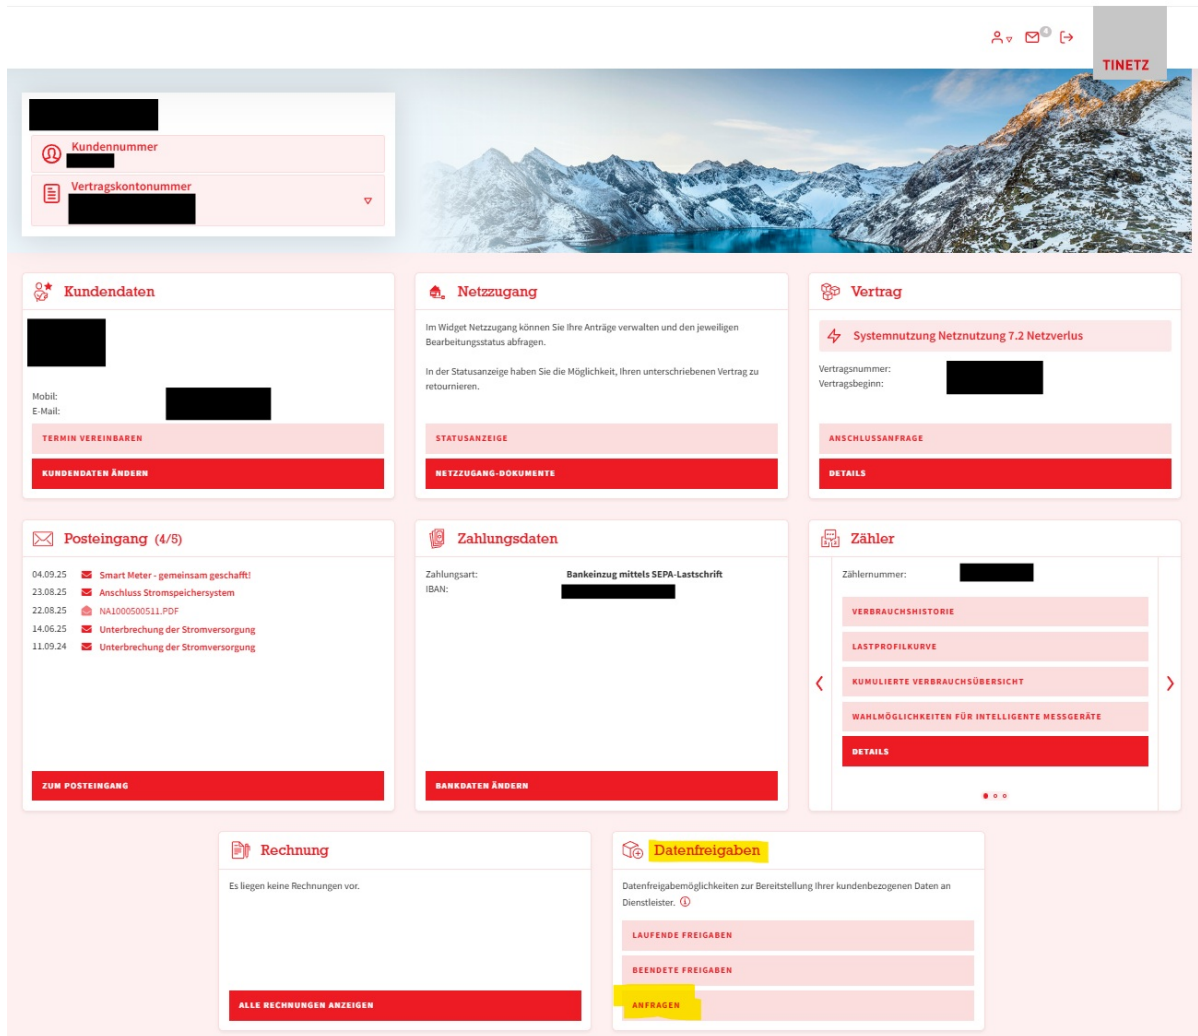 4
TINETZ
Kundennummer
Vertragskontonummer
Kundendaten
Mobil:
E-Mail:
TERMIN VEREINBAREN
KUNDENDATEN ÄNDERN
Netzzugang
Im Widget Netzzugang können Sie Ihre Anträge verwalten und den jeweiligen
Bearbeitungsstatus abfragen.
In der Statusanzeige haben Sie die Möglichkeit, Ihren unterschriebenen Vertrag zu
retournieren.
STATUSANZEIGE
NETZZUGANG-DOKUMENTE
Vertrag
Systemnutzung Netznutzung 7.2 Netzverlus
Vertragsnummer:
Vertragsbeginn:
ANSCHLUSSANFRAGE
DETAILS
Posteingang (4/5)
04.09.25 Smart Meter - gemeinsam geschafft!
23.08.25 Anschluss Stromspeichersystem
22.08.25 NA1000500511.PDF
14.06.25 Unterbrechung der Stromversorgung
11.09.24 Unterbrechung der Stromversorgung
ZUM POSTEINGANG
Zahlungsdaten
Zahlungsart: Bankeinzug mittels SEPA-Lastschrift
IBAN:
BANKDATEN ÄNDERN
Zähler
Zählernummer:
VERBRAUCHSHISTORIE
LASTPROFILKURVE
KUMULIERTE VERBRAUCHSÜBERSICHT
WAHLMÖGLICHKEITEN FÜR INTELLIGENTE MESSGERÄTE
DETAILS
Rechnung
Es liegen keine Rechnungen vor.
ALLE RECHNUNGEN ANZEIGEN
Datenfreigaben
Datenfreigabemöglichkeiten zur Bereitstellung Ihrer kundenbezogenen Daten an
Dienstleister.
LAUFENDE FREIGABEN
BEENDETE FREIGABEN
ANFRAGEN